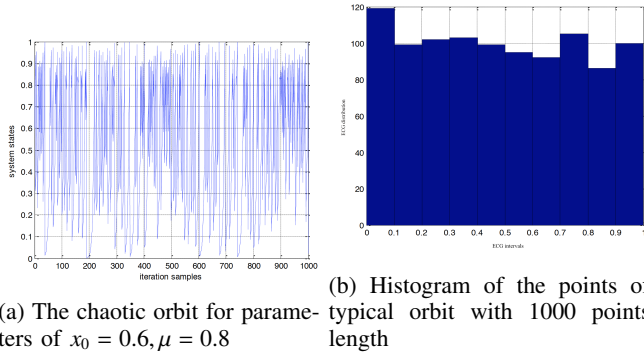 1
0.9
0.8
0.7
0.6
0.5
0.4
0.3
0.2
0.1
0
system states
0 100 200 300 400 500 600 700 800 900 1000
iteration samples
120
100
80
60
40
20
0
ECG distribution
0 0.1 0.2 0.3 0.4 0.5 0.6 0.7 0.8 0.9
ECG intervals
(a) The chaotic orbit for parame-
ters of x₀ = 0.6, μ = 0.8
(b) Histogram of the points of
typical orbit with 1000 points
length